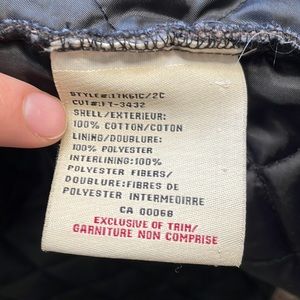 STYLE#:17K61C/2C
CUT#:FT-3432
SHELL/EXTERIEUR:
100% COTTON/COTON
LINING/DOUBLURE:
100% POLYESTER
INTERLINING:100%
POLYESTER FIBERS/
DOUBLURE:FIBRES DE
POLYESTER INTERMEDIRRE
CA 00068
EXCLUSIVE OF TRIM/
GARNITURE NON COMPRISE